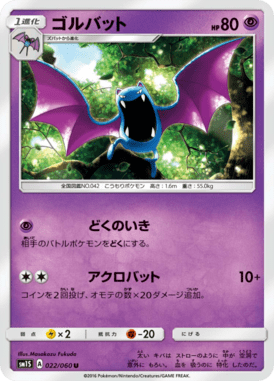 1進化
ゴルバット
HP 80
ズバットから進化
全国図鑑NO.042 こうもりポケモン 高さ:1.6m 重さ:55.0kg
どくのいき
相手のバトルポケモンをどくにする。
アクロバット 10+
コインを2回投げ、オモテの数×20ダメージ追加。
Illus. Masakazu Fukuda
弱点 ×2 抵抗力 -20 にげる
sm1S A 022/060 U
©2016 Pokémon/Nintendo/Creatures/GAME FREAK.